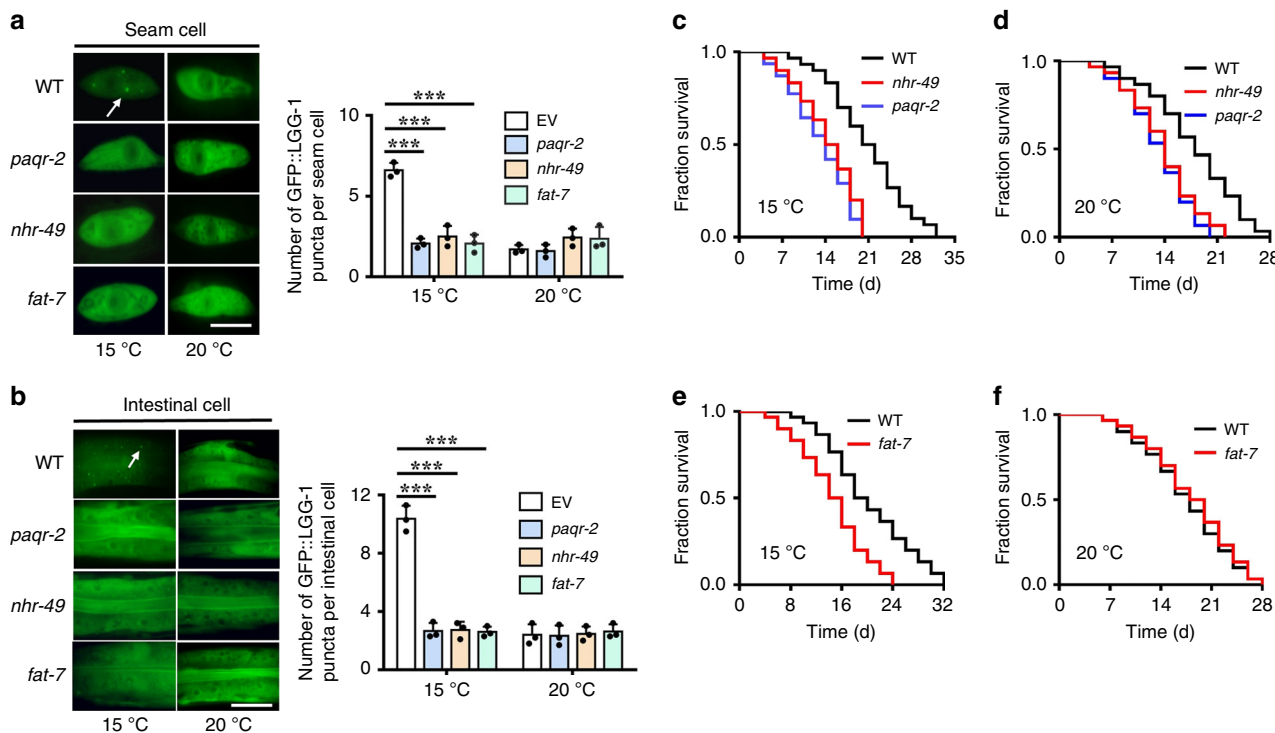 a
Seam cell
WT
paqr-2
nhr-49
fat-7
15 °C 20 °C
Number of GFP::LGG-1
puncta per seam cell
10
5
0
***
***
***
EV
paqr-2
nhr-49
fat-7
15 °C 20 °C
b
Intestinal cell
WT
paqr-2
nhr-49
fat-7
15 °C 20 °C
Number of GFP::LGG-1
puncta per intestinal cell
12
8
4
0
***
***
***
EV
paqr-2
nhr-49
fat-7
15 °C 20 °C
c
Fraction survival
1.0
0.5
0.0
WT
nhr-49
paqr-2
15 °C
0 7 14 21 28 35
Time (d)
d
Fraction survival
1.0
0.5
0.0
WT
nhr-49
paqr-2
20 °C
0 7 14 21 28
Time (d)
e
Fraction survival
1.0
0.5
0.0
WT
fat-7
15 °C
0 8 16 24 32
Time (d)
f
Fraction survival
1.0
0.5
0.0
WT
fat-7
20 °C
0 7 14 21 28
Time (d)